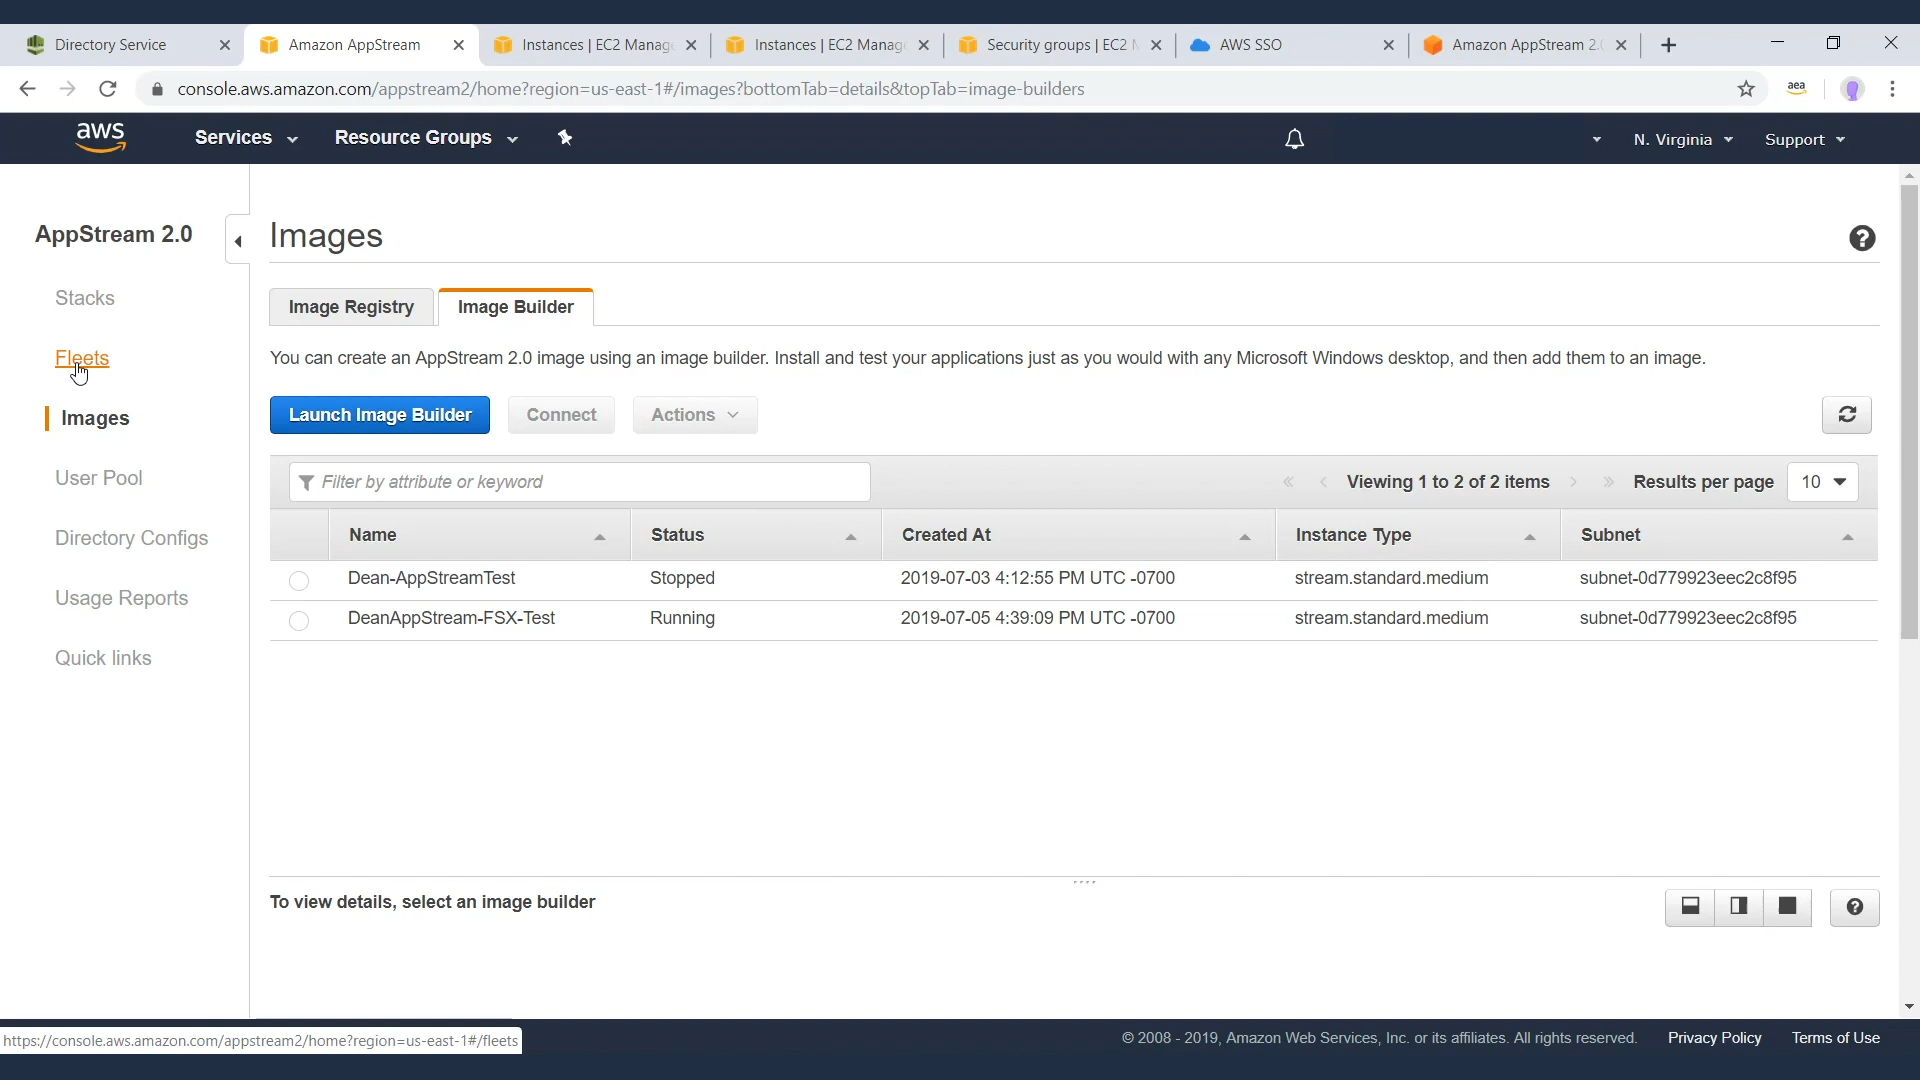 Directory Service
Amazon AppStream
Instances | EC2 Manage
Instances | EC2 Manag
Security groups | EC2
AWS SSO
Amazon AppStream 2.
console.aws.amazon.com/appstream2/home?region=us-east-1#/images?bottomTab=details&topTab=image-builders
aea
aws
Services
Resource Groups
N. Virginia
Support
AppStream 2.0
Stacks
Fleets
Images
User Pool
Directory Configs
Usage Reports
Quick links
Images
Image Registry
Image Builder
You can create an AppStream 2.0 image using an image builder. Install and test your applications just as you would with any Microsoft Windows desktop, and then add them to an image.
Launch Image Builder
Connect
Actions
Filter by attribute or keyword
Viewing 1 to 2 of 2 items
Results per page
10
Name Status Created At Instance Type Subnet
Dean-AppStreamTest Stopped 2019-07-03 4:12:55 PM UTC -0700 stream.standard.medium subnet-0d779923eec2c8f95
DeanAppStream-FSX-Test Running 2019-07-05 4:39:09 PM UTC -0700 stream.standard.medium subnet-0d779923eec2c8f95
To view details, select an image builder
https://console.aws.amazon.com/appstream2/home?region=us-east-1#/fleets
© 2008 - 2019, Amazon Web Services, Inc. or its affiliates. All rights reserved.
Privacy Policy
Terms of Use